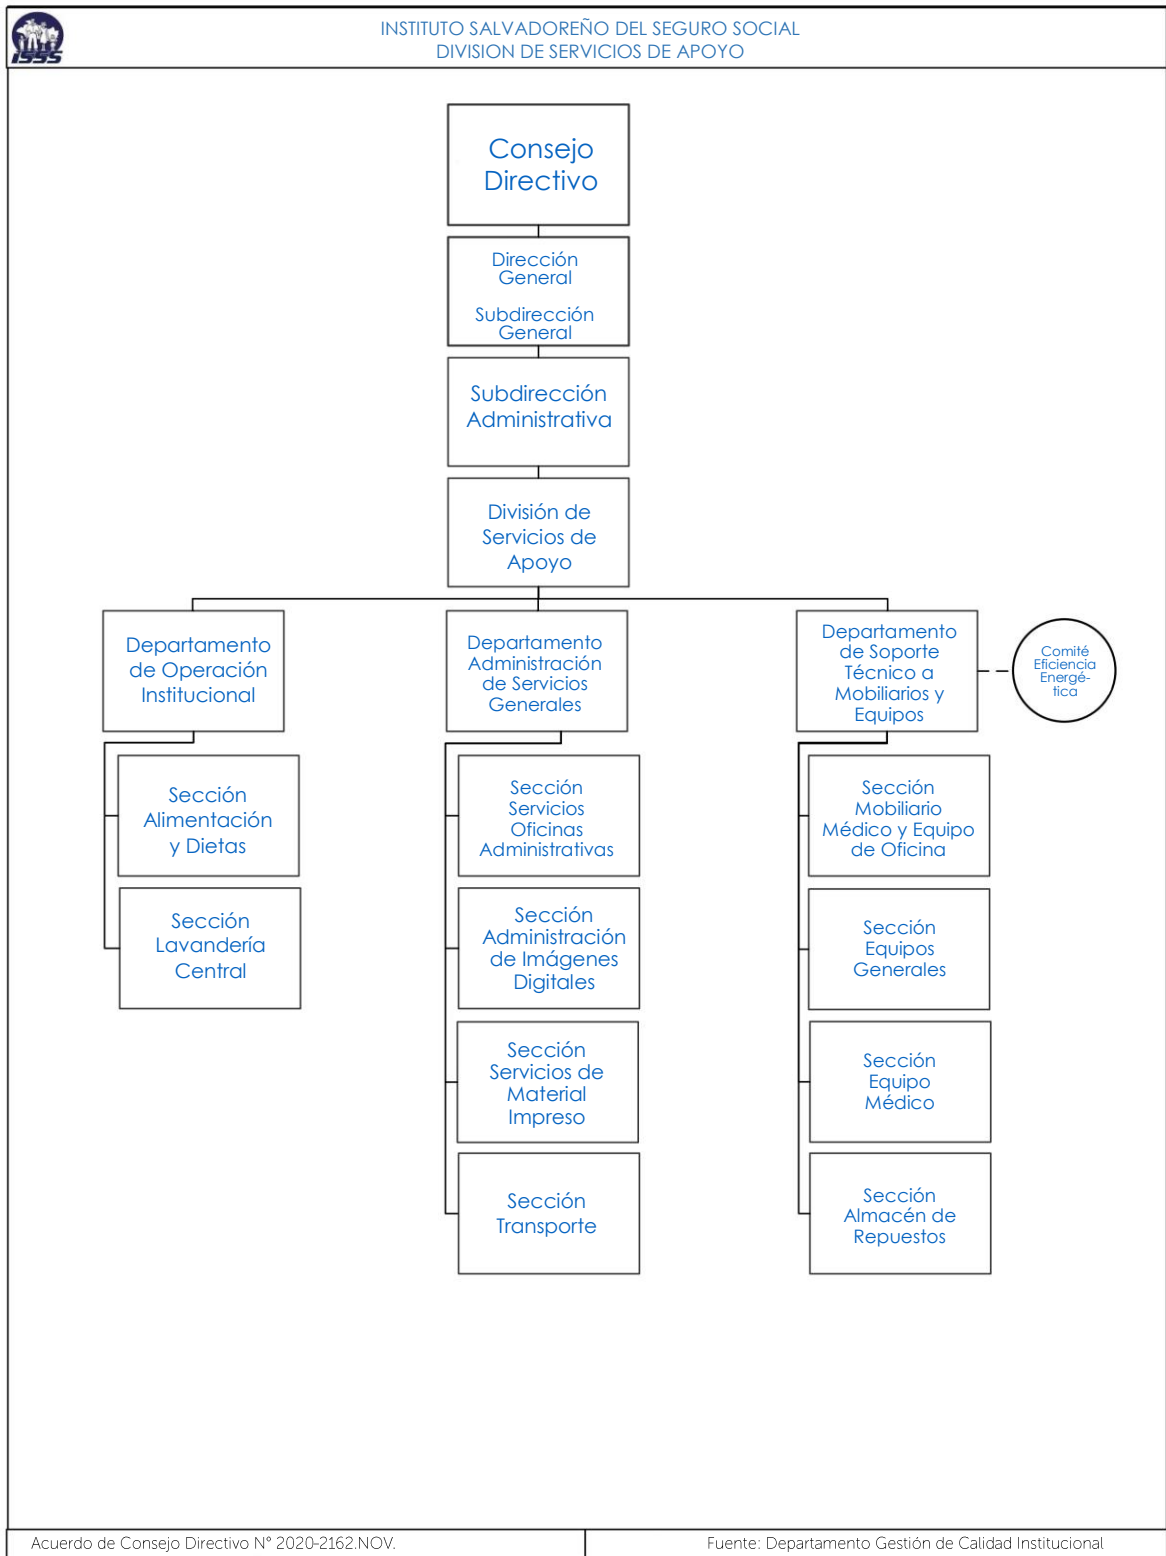 INSTITUTO SALVADOREÑO DEL SEGURO SOCIAL
DIVISION DE SERVICIOS DE APOYO
ISSS
Consejo
Directivo
Dirección
General
Subdirección
General
Subdirección
Administrativa
División de
Servicios de
Apoyo
Departamento
de Operación
Institucional
Departamento
Administración
de Servicios
Generales
Departamento
de Soporte
Técnico a
Mobiliarios y
Equipos
Comité
Eficiencia
Energé-
tica
Sección
Alimentación
y Dietas
Sección
Lavandería
Central
Sección
Servicios
Oficinas
Administrativas
Sección
Administración
de Imágenes
Digitales
Sección
Servicios de
Material
Impreso
Sección
Transporte
Sección
Mobiliario
Médico y Equipo
de Oficina
Sección
Equipos
Generales
Sección
Equipo
Médico
Sección
Almacén de
Repuestos
Acuerdo de Consejo Directivo N° 2020-2162.NOV.
Fuente: Departamento Gestión de Calidad Institucional